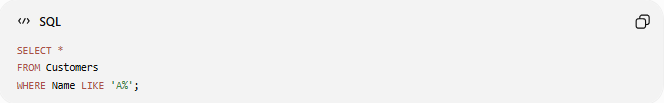 </> SQL
SELECT *
FROM Customers
WHERE Name LIKE 'A%';